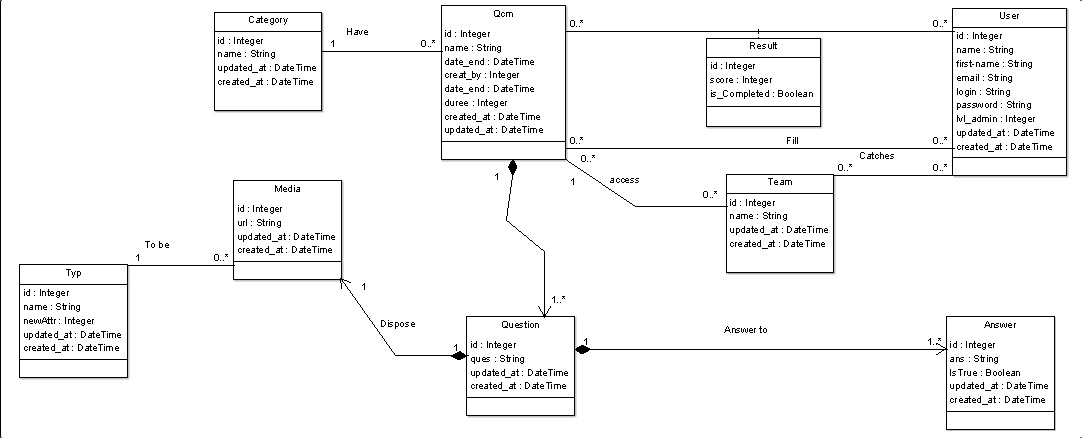 Category
id : Integer
name : String
updated_at : DateTime
created_at : DateTime
Have
1
0..*
Qcm
id : Integer
name : String
date_end : DateTime
creat_by : Integer
date_end : DateTime
duree : Integer
created_at : DateTime
updated_at : DateTime
0..*
0..*
Result
id : Integer
score : Integer
is_Completed : Boolean
User
id : Integer
name : String
first-name : String
email : String
login : String
password : String
lvl_admin : Integer
updated_at : DateTime
created_at : DateTime
0..*
Fill
0..*
0..*
Catches
0..*
0..*
1
access
0..*
1
Team
id : Integer
name : String
updated_at : DateTime
created_at : DateTime
Media
id : Integer
url : String
updated_at : DateTime
created_at : DateTime
To be
1
0..*
Typ
id : Integer
name : String
newAttr : Integer
updated_at : DateTime
created_at : DateTime
1
Dispose
1
1..*
Question
id : Integer
ques : String
updated_at : DateTime
created_at : DateTime
1
Answer to
1..*
Answer
id : Integer
ans : String
IsTrue : Boolean
updated_at : DateTime
created_at : DateTime